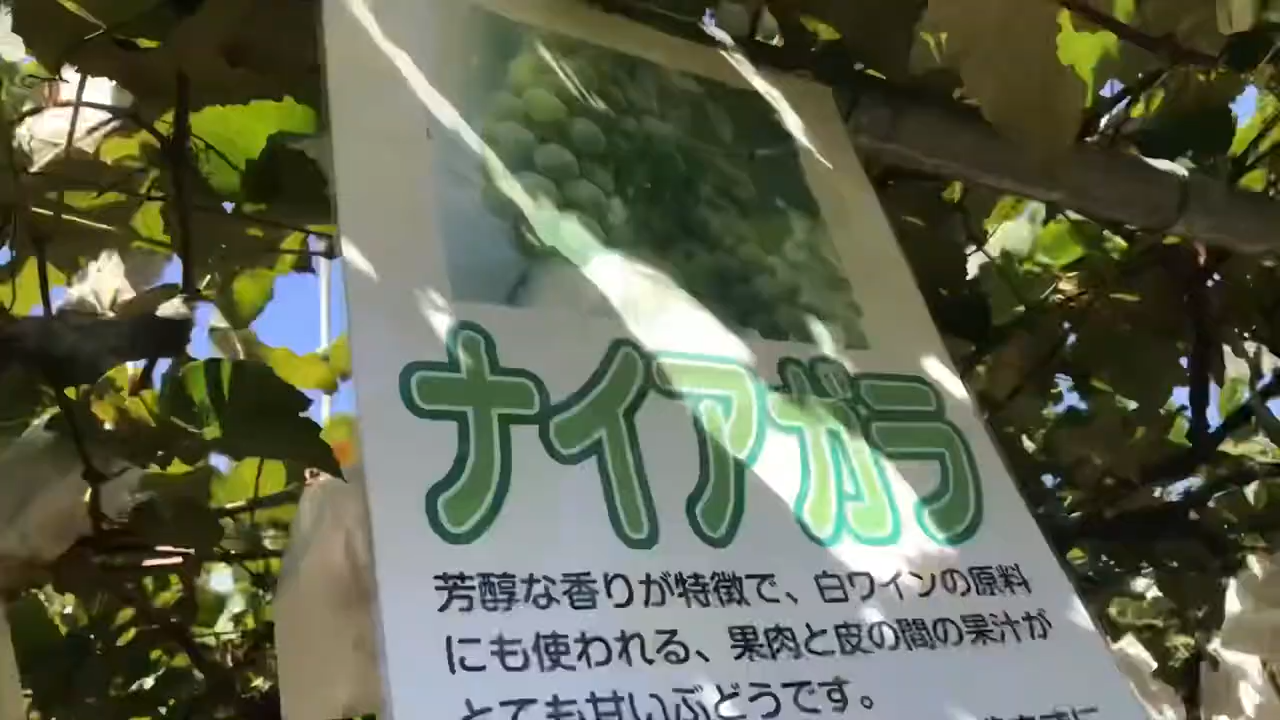 ナイアガラ
芳醇な香りが特徴で、白ワインの原料
にも使われる、果肉と皮の間の果汁が
とても甘いぶどうです。